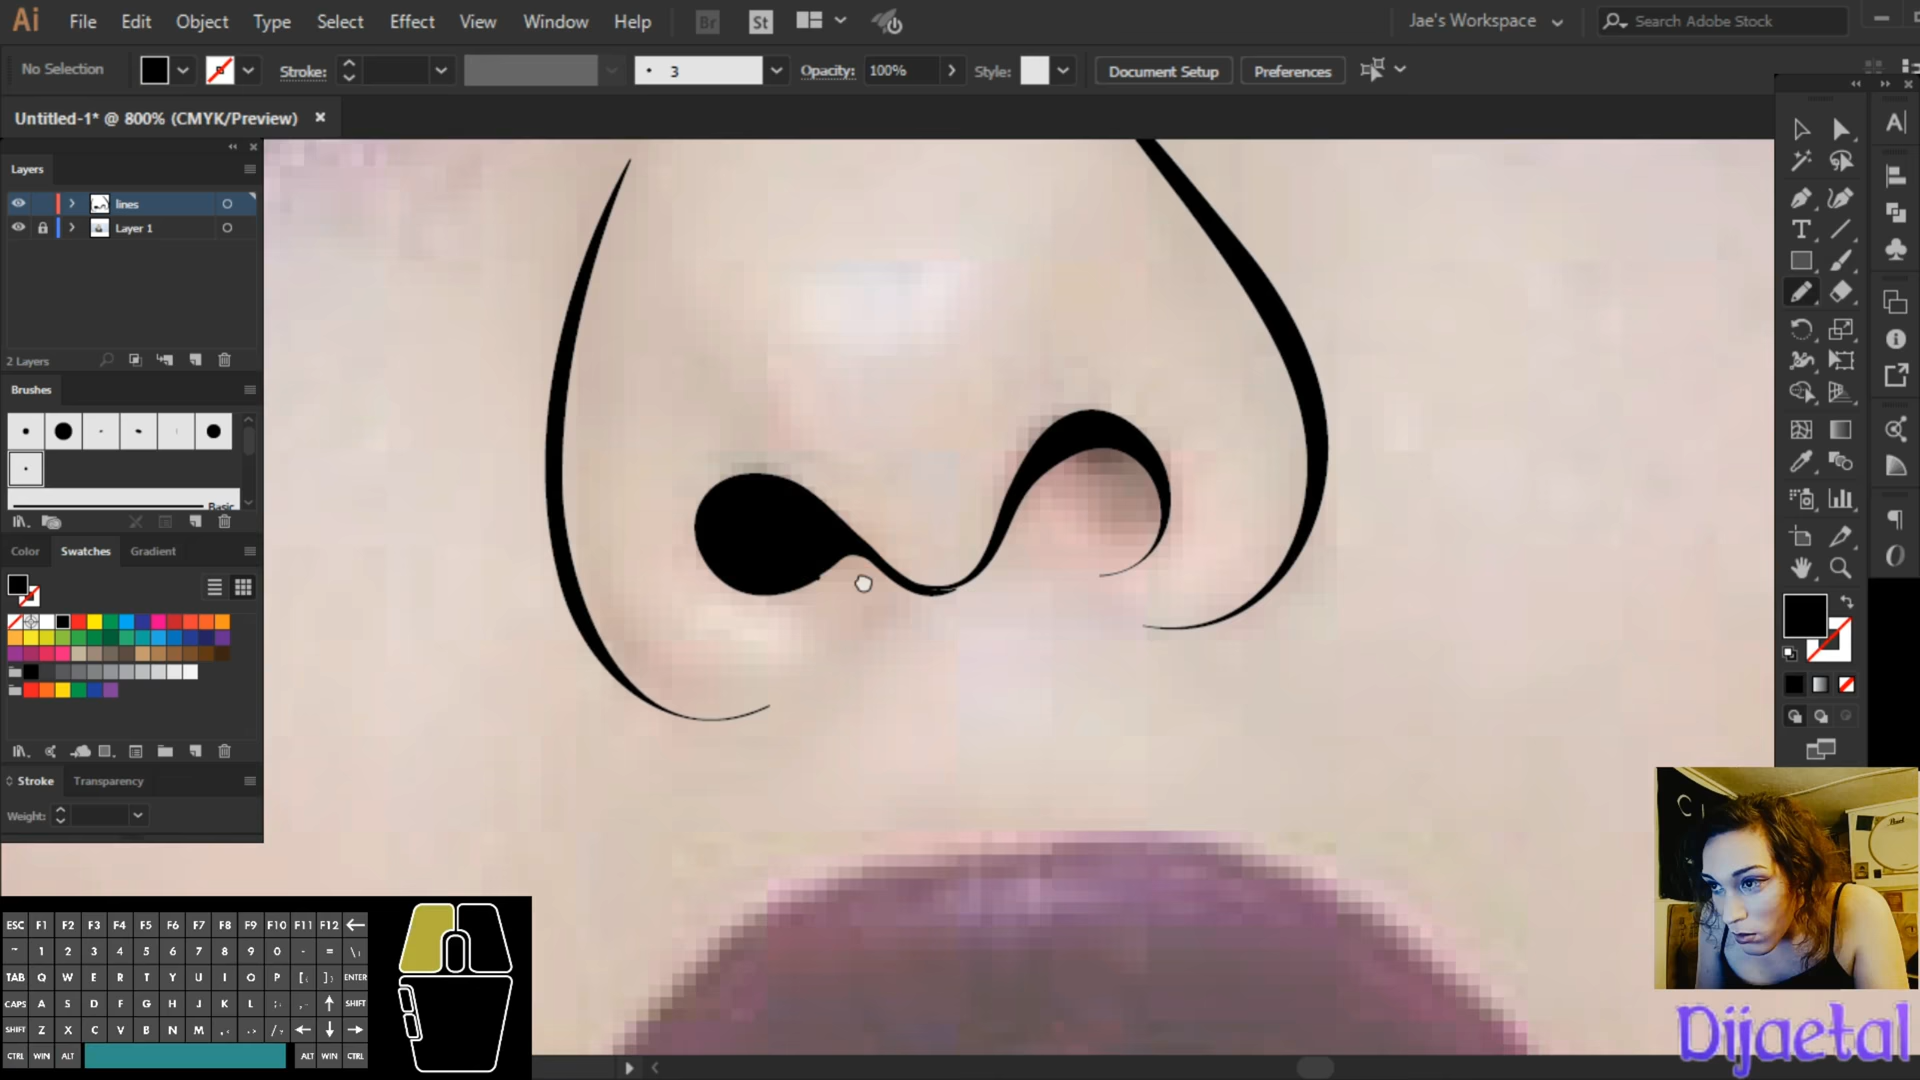 Ai File Edit Object Type Select Effect View Window Help Br St Jae's Workspace Search Adobe Stock
No Selection Stroke: 3 Opacity: 100% Style: Document Setup Preferences
Untitled-1* @ 800% (CMYK/Preview)
Layers
lines
Layer 1
2 Layers
Brushes
Basic
Color Swatches Gradient
Stroke Transparency
Weight:
ESC F1 F2 F3 F4 F5 F6 F7 F8 F9 F10 F11 F12
~ 1 2 3 4 5 6 7 8 9 0 - =
TAB Q W E R T Y U I O P [ ] ENTER
CAPS A S D F G H J K L SHIFT
SHIFT Z X C V B N M
CTRL WIN ALT ALT WIN CTRL
Dijaetal